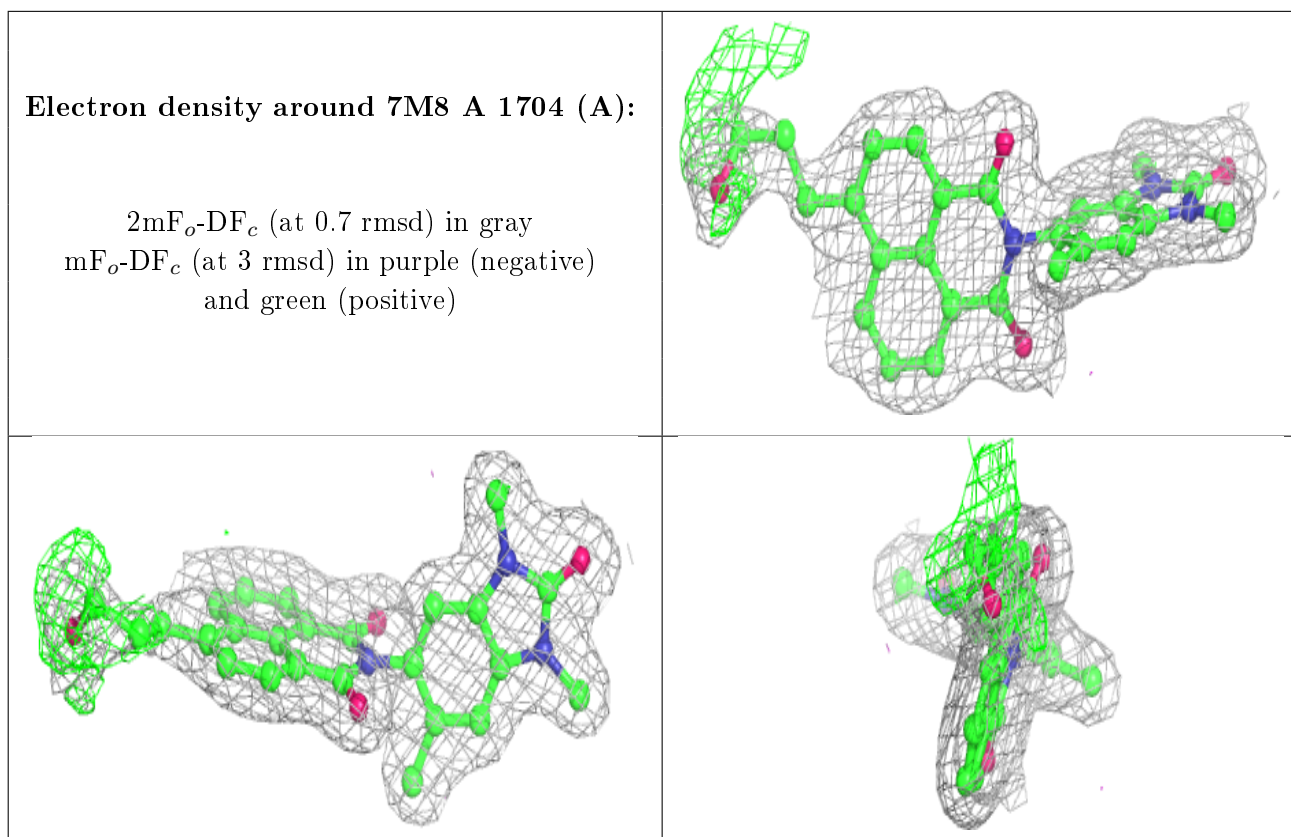 Electron density around 7M8 A 1704 (A):
2mFo-DFc (at 0.7 rmsd) in gray
mFo-DFc (at 3 rmsd) in purple (negative)
and green (positive)